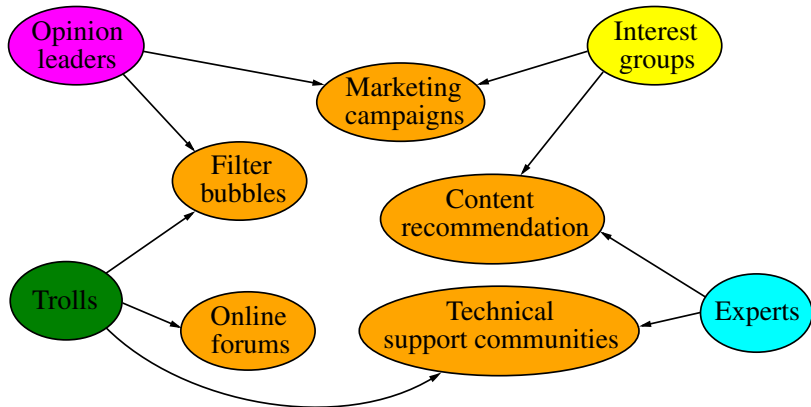 Opinion
leaders
Interest
groups
Marketing
campaigns
Filter
bubbles
Content
recommendation
Trolls
Online
forums
Technical
support communities
Experts